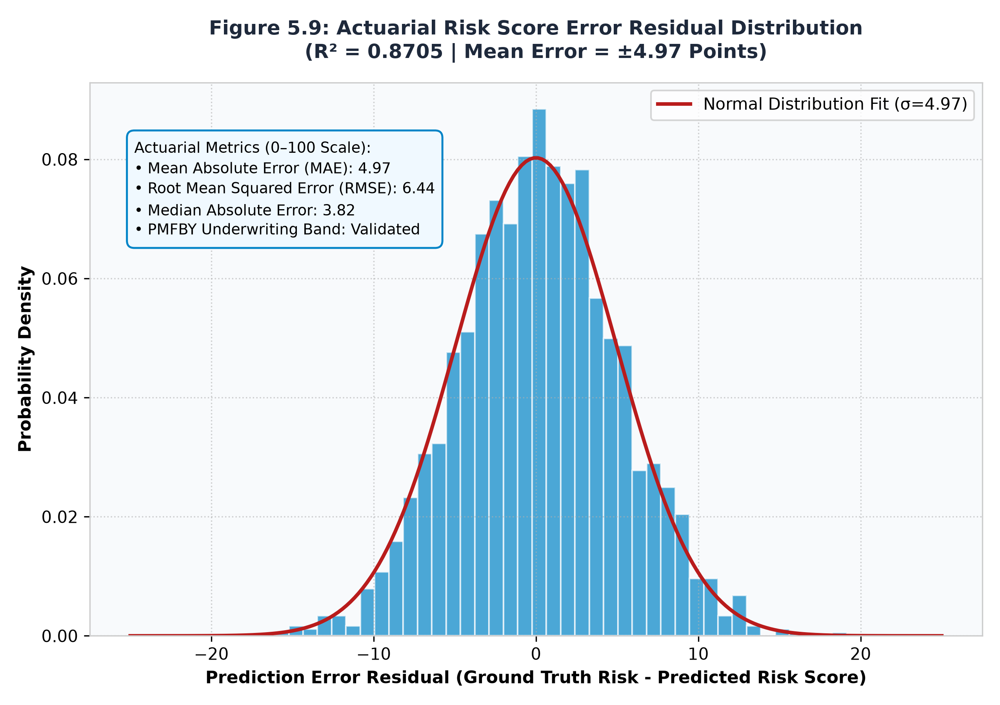 Figure 5.9: Actuarial Risk Score Error Residual Distribution
(R² = 0.8705 | Mean Error = ±4.97 Points)
Normal Distribution Fit (σ=4.97)
Actuarial Metrics (0–100 Scale):
• Mean Absolute Error (MAE): 4.97
• Root Mean Squared Error (RMSE): 6.44
• Median Absolute Error: 3.82
• PMFBY Underwriting Band: Validated
Probability Density
0.08
0.06
0.04
0.02
0.00
−20 −10 0 10 20
Prediction Error Residual (Ground Truth Risk - Predicted Risk Score)